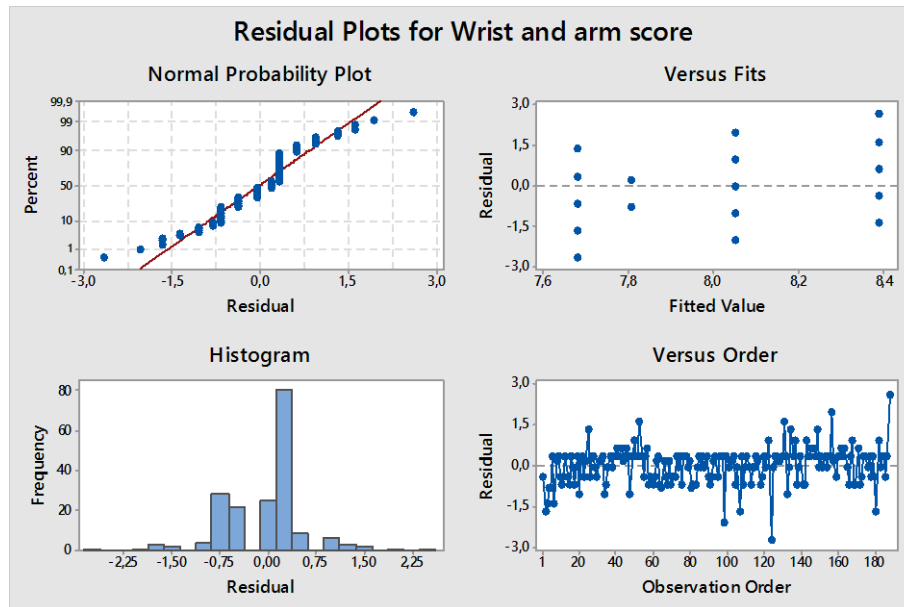 Residual Plots for Wrist and arm score
Normal Probability Plot
99,9
99
90
50
10
1
0,1
Percent
-3,0 -1,5 0,0 1,5 3,0
Residual
Versus Fits
3,0
1,5
0,0
-1,5
-3,0
Residual
7,6 7,8 8,0 8,2 8,4
Fitted Value
Histogram
80
60
40
20
0
Frequency
-2,25 -1,50 -0,75 0,00 0,75 1,50 2,25
Residual
Versus Order
3,0
1,5
0,0
-1,5
-3,0
Residual
1 20 40 60 80 100 120 140 160 180
Observation Order